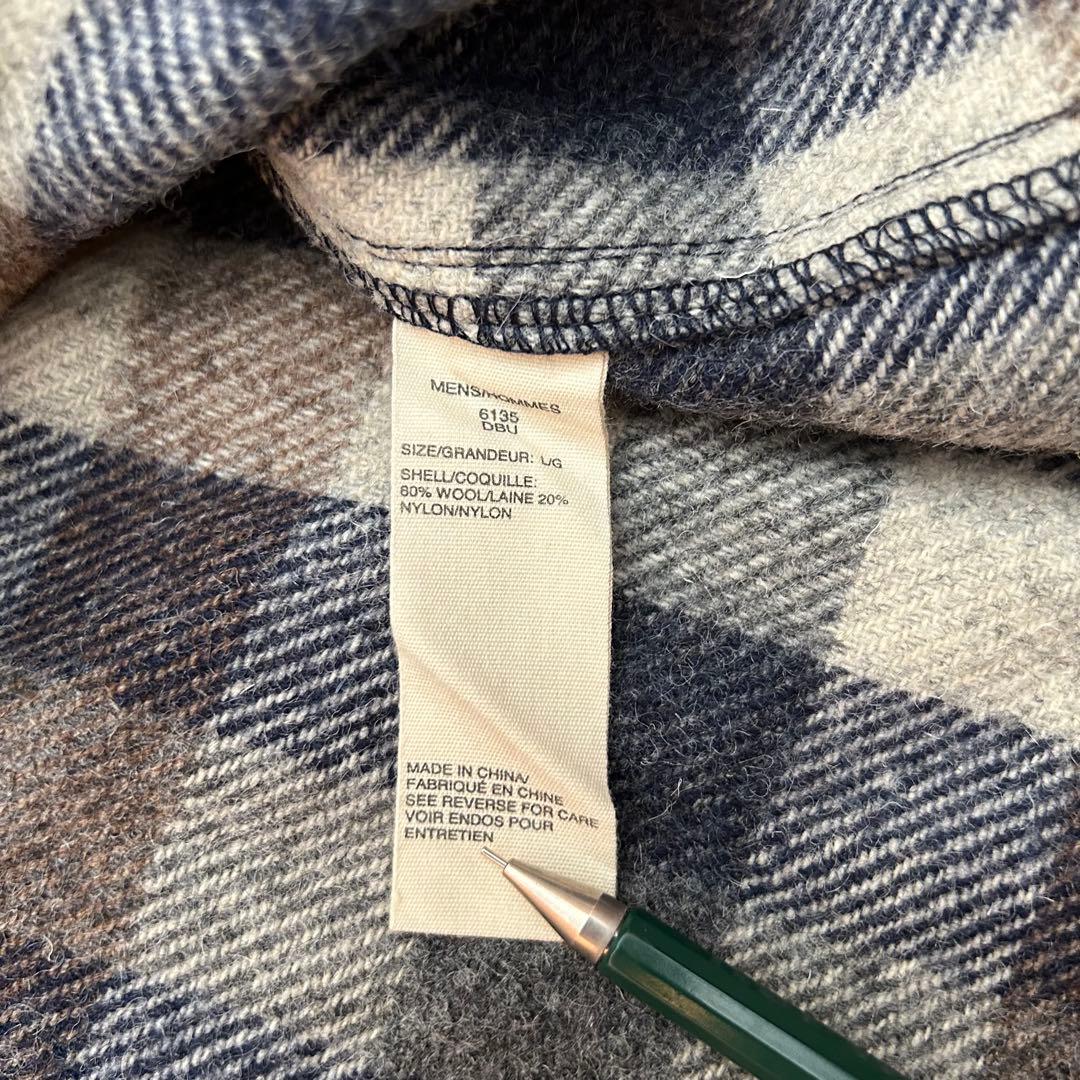 MENS/HOMMES
6135
DBU
SIZE/GRANDEUR: L/G
SHELL/COQUILLE:
80% WOOL/LAINE 20%
NYLON/NYLON
MADE IN CHINA/
FABRIQUÉ EN CHINE
SEE REVERSE FOR CARE
VOIR ENDOS POUR
ENTRETIEN